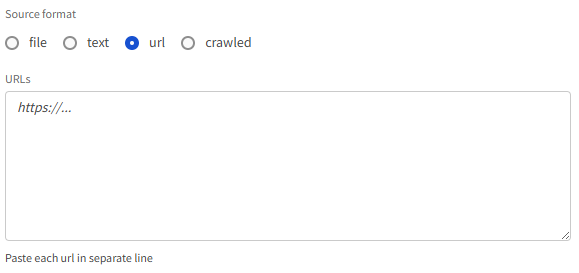 Source format
file text url crawled
URLs
https://...
Paste each url in separate line